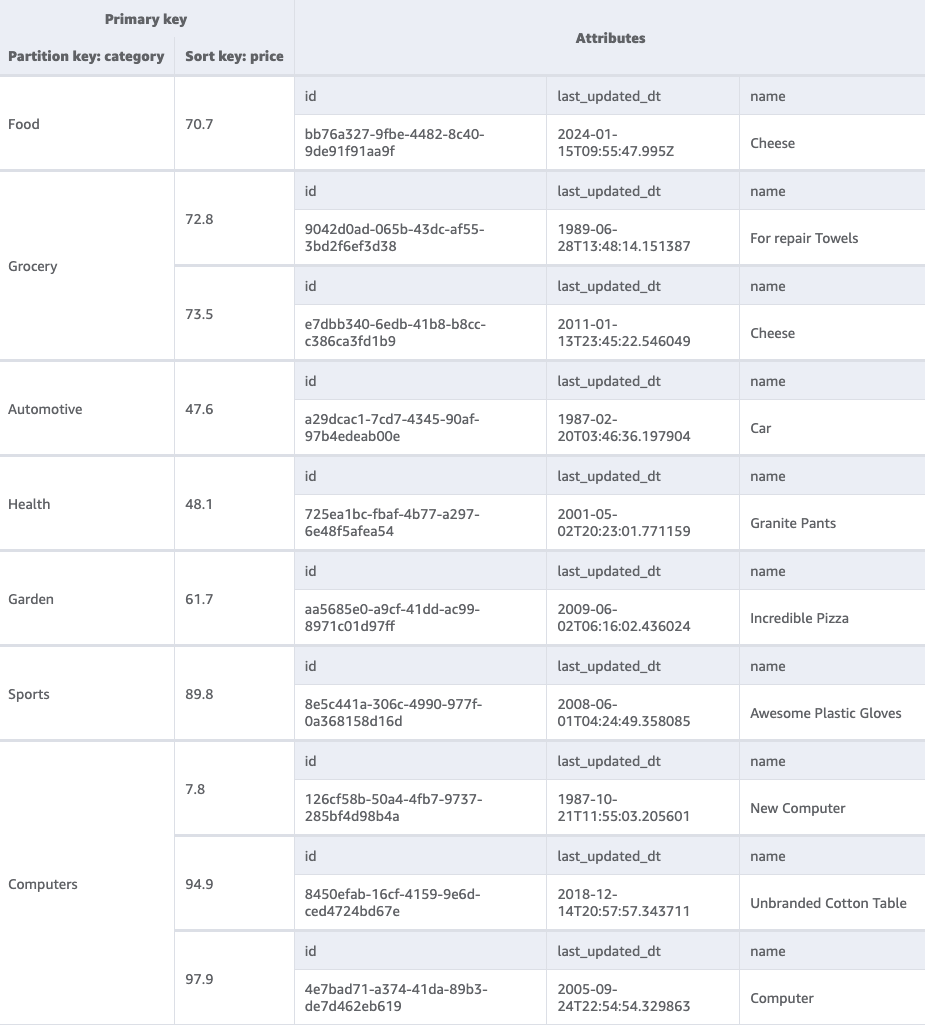 Primary key
Attributes
Partition key: category Sort key: price
id last_updated_dt name
Food 70.7
bb76a327-9fbe-4482-8c40- 2024-01-
9de91f91aa9f 15T09:55:47.995Z Cheese
id last_updated_dt name
72.8
9042d0ad-065b-43dc-af55- 1989-06-
3bd2f6ef3d38 28T13:48:14.151387 For repair Towels
Grocery
id last_updated_dt name
73.5
e7dbb340-6edb-41b8-b8cc- 2011-01-
c386ca3fd1b9 13T23:45:22.546049 Cheese
id last_updated_dt name
Automotive 47.6
a29dcac1-7cd7-4345-90af- 1987-02-
97b4edeab00e 20T03:46:36.197904 Car
id last_updated_dt name
Health 48.1
725ea1bc-fbaf-4b77-a297- 2001-05-
6e48f5afea54 02T20:23:01.771159 Granite Pants
id last_updated_dt name
Garden 61.7
aa5685e0-a9cf-41dd-ac99- 2009-06-
8971c01d97ff 02T06:16:02.436024 Incredible Pizza
id last_updated_dt name
Sports 89.8
8e5c441a-306c-4990-977f- 2008-06-
0a368158d16d 01T04:24:49.358085 Awesome Plastic Gloves
id last_updated_dt name
7.8
126cf58b-50a4-4fb7-9737- 1987-10-
285bf4d98b4a 21T11:55:03.205601 New Computer
id last_updated_dt name
Computers 94.9
8450efab-16cf-4159-9e6d- 2018-12-
ced4724bd67e 14T20:57:57.343711 Unbranded Cotton Table
id last_updated_dt name
97.9
4e7bad71-a374-41da-89b3- 2005-09-
de7d462eb619 24T22:54:54.329863 Computer